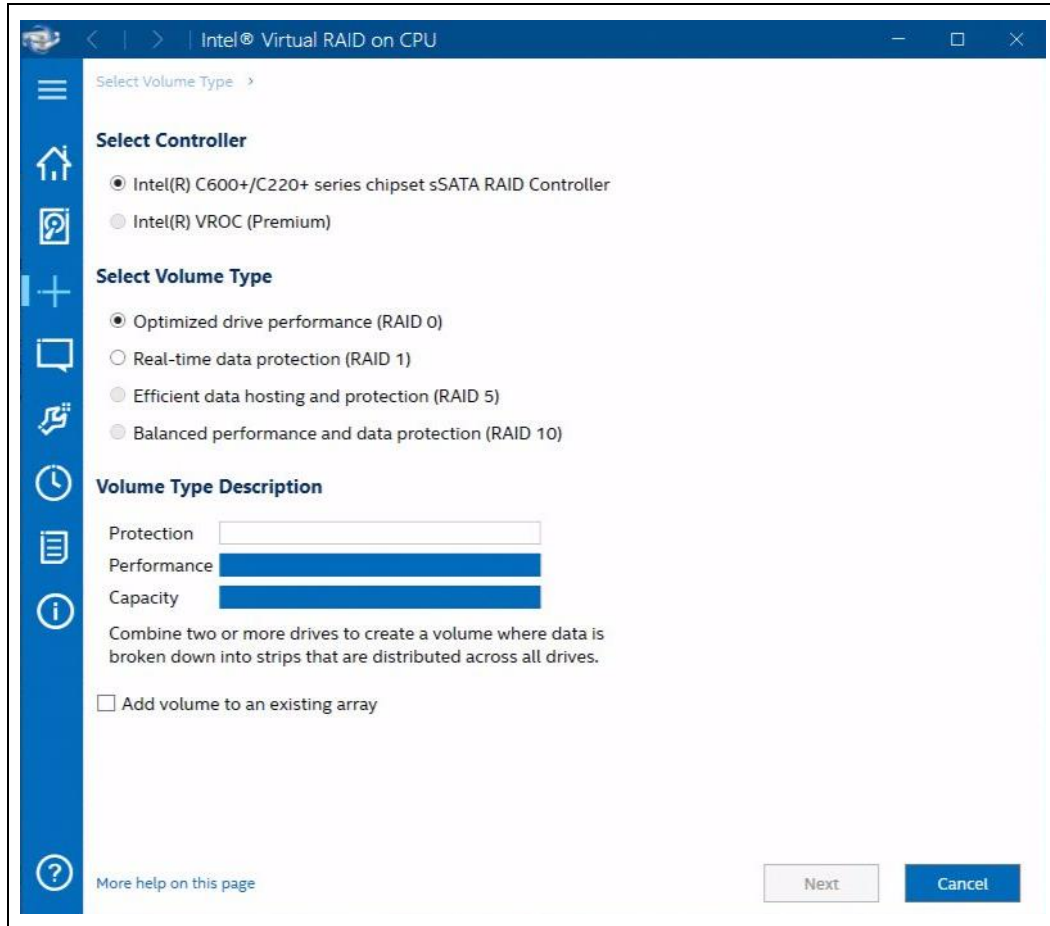 Intel® Virtual RAID on CPU
Select Volume Type
Select Controller
Intel(R) C600+/C220+ series chipset sSATA RAID Controller
Intel(R) VROC (Premium)
Select Volume Type
Optimized drive performance (RAID 0)
Real-time data protection (RAID 1)
Efficient data hosting and protection (RAID 5)
Balanced performance and data protection (RAID 10)
Volume Type Description
Protection
Performance
Capacity
Combine two or more drives to create a volume where data is
broken down into strips that are distributed across all drives.
Add volume to an existing array
More help on this page
Next
Cancel